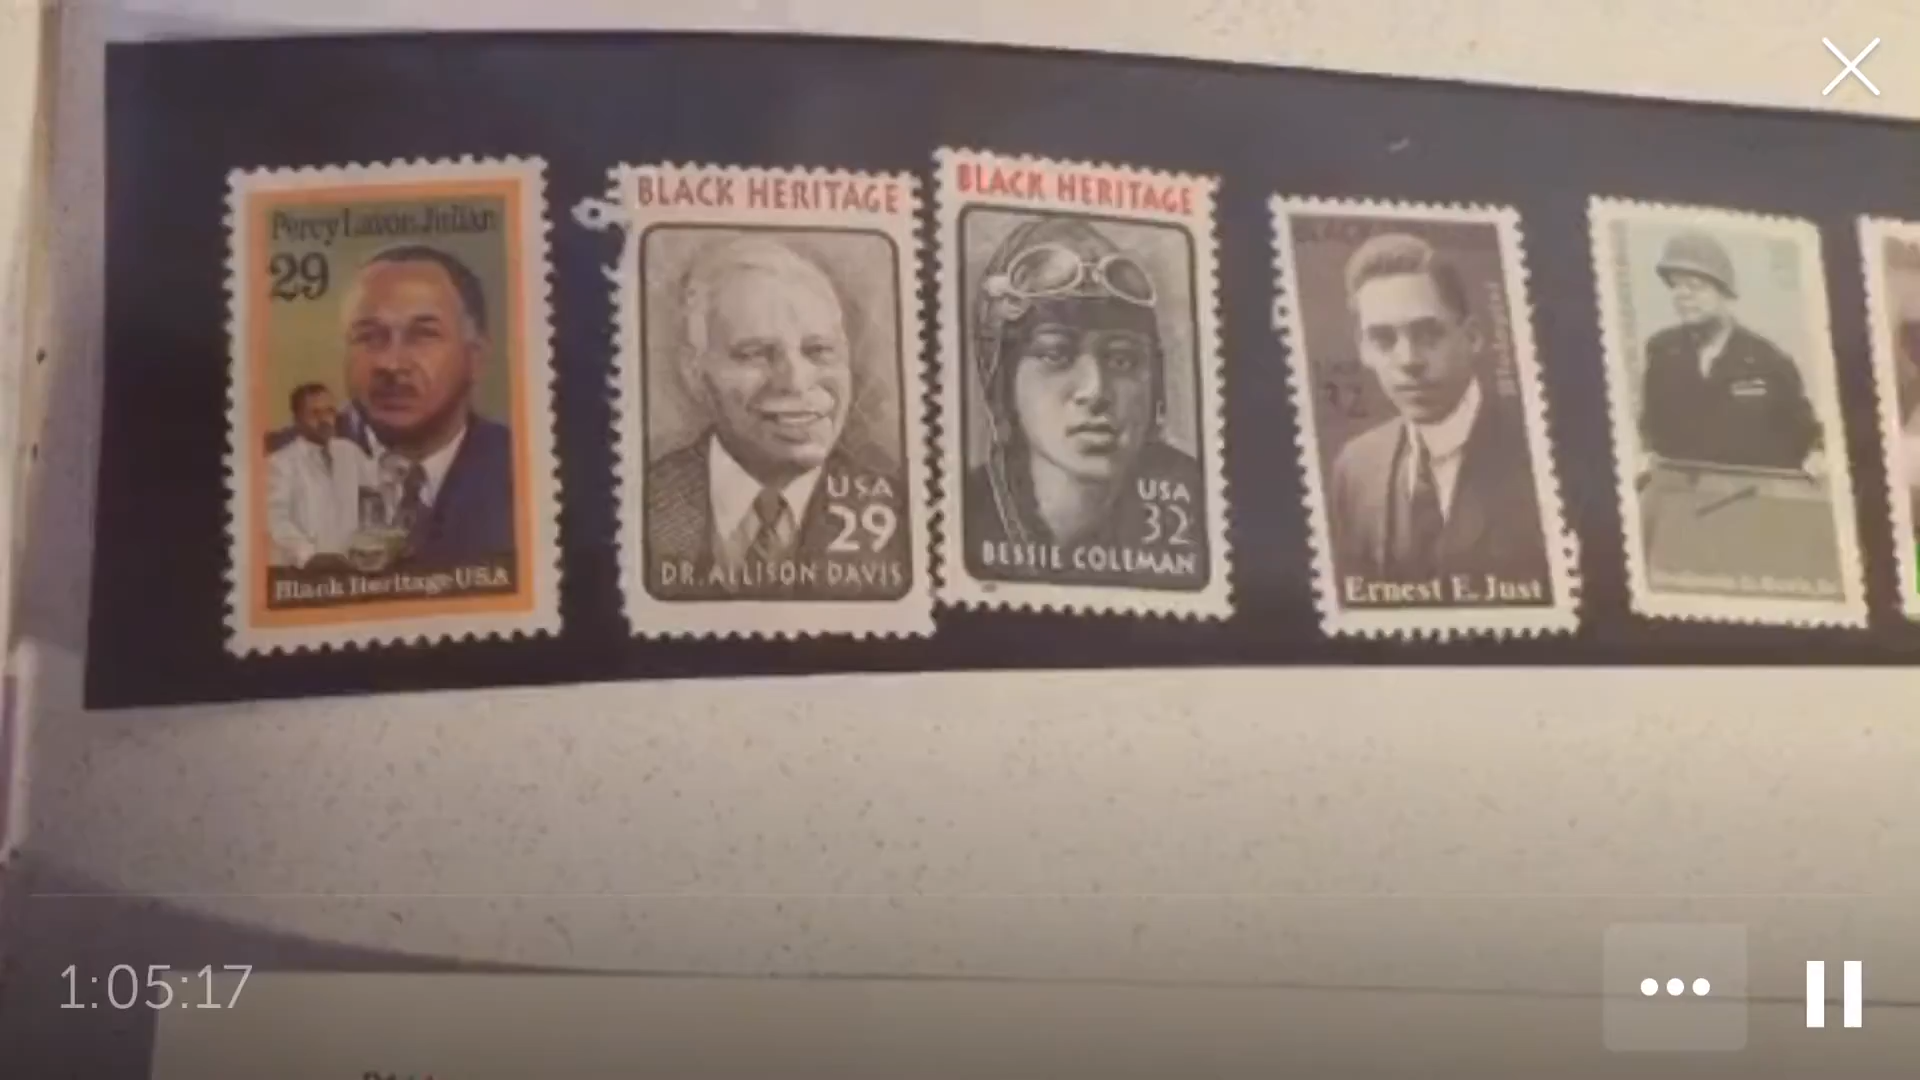 Percy Lavon Julian
29
Black Heritage USA
BLACK HERITAGE
USA
29
DR. ALLISON DAVIS
BLACK HERITAGE
USA
32
BESSIE COLEMAN
32
Ernest E. Just
1:05:17